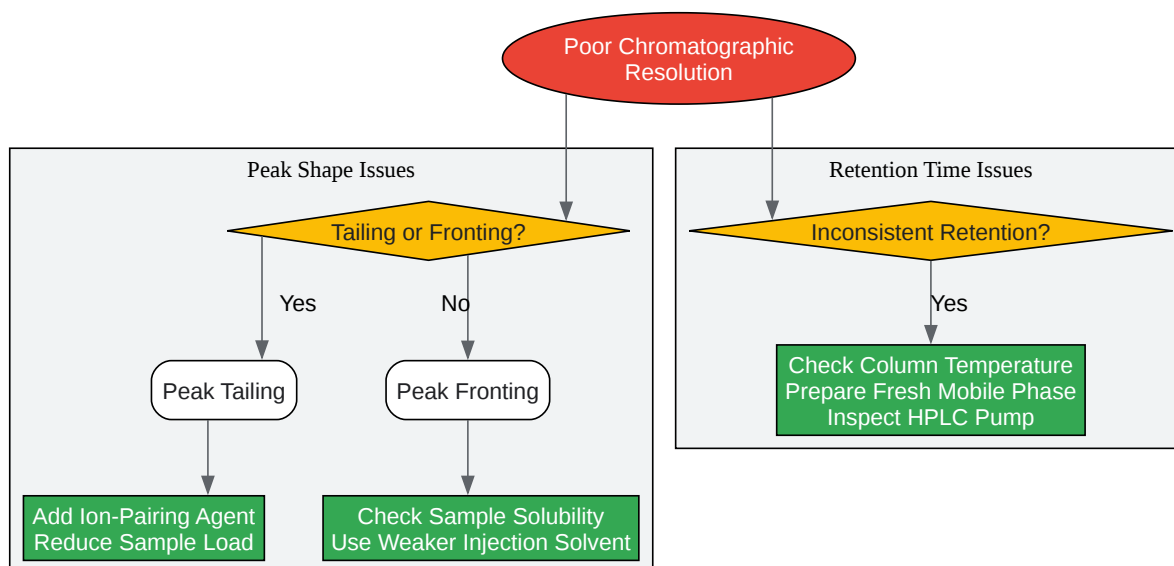 Poor Chromatographic
Resolution
Peak Shape Issues
Tailing or Fronting?
Yes
No
Peak Tailing
Peak Fronting
Add Ion-Pairing Agent
Reduce Sample Load
Check Sample Solubility
Use Weaker Injection Solvent
Retention Time Issues
Inconsistent Retention?
Yes
Check Column Temperature
Prepare Fresh Mobile Phase
Inspect HPLC Pump